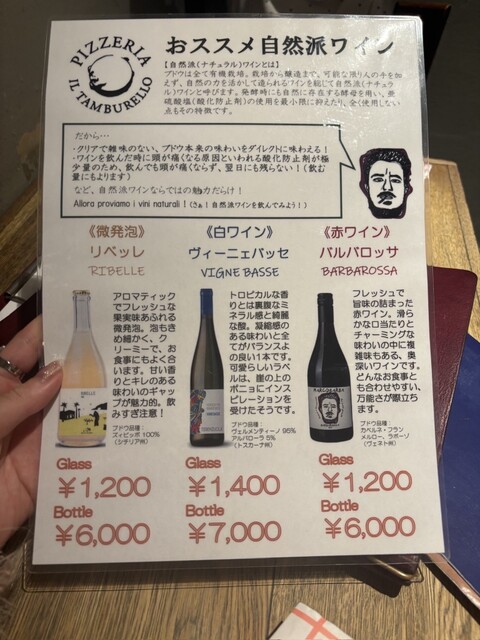 PIZZERIA
IL TAMBURELLO
おススメ自然派ワイン
【自然派(ナチュラル)ワインとは】
ブドウは全て有機栽培。栽培から醸造まで、可能な限り人の手を加
えず、自然の力を活かして造られるワインを総じて自然派(ナチュラ
ル)ワインと呼びます。発酵時にも自然に存在する酵母を用い、亜
硫酸塩(酸化防止剤)の使用を最小限に抑えたり、全く使用しない
点もその特徴です。
だから…
・クリアで雑味のない、ブドウ本来の味わいをダイレクトに味わえる!
・ワインを飲んだ時に頭が痛くなる原因といわれる酸化防止剤が極
少量のため、飲んでも頭が痛くならず、翌日にも残らない!(飲む
量にもよります)
など、自然派ワインならではの魅力だらけ!
Allora proviamo i vini naturali!(さぁ!自然派ワインを飲んでみよう!)
《微発泡》
リベッレ
RIBELLE
アロマティック
でフレッシュな
果実味あふれる
微発泡。泡もき
め細かく、ク
リーミーで、お
食事にもよく合
います。甘い香
りとキレのある
味わいのギャッ
プが魅力的。飲
みすぎ注意!
ブドウ品種:
ズィビッボ 100%
(シチリア州)
RIBELLE
Glass
¥1,200
Bottle
¥6,000
《白ワイン》
ヴィーニェバッセ
VIGNE BASSE
トロピカルな香
りとは裏腹なミ
ネラル感と綺麗
な酸。凝縮感の
ある味わいと全
てがバランスよ
の良い1本です。
可愛らしいラベ
ルは、崖の上の
ポニョにインス
ピレーションを
受けたそうです。
ブドウ品種:
ヴェルメンティーノ 95%
アルバローラ 5%
(トスカーナ州)
Glass
¥1,400
Bottle
¥7,000
《赤ワイン》
バルバロッサ
BARBAROSSA
フレッシュで
旨味の詰まった
赤ワイン。滑ら
かな口当たりと
チャーミングな
味わいの中に複
雑味もある、奥
深いワインです。
どんなお食事と
も合わせやすい、
万能さが際立ち
ます。
ブドウ品種:
カベルネ・フラン
メルロー、ラボーゾ
(ヴェネト州)
Glass
¥1,200
Bottle
¥6,000